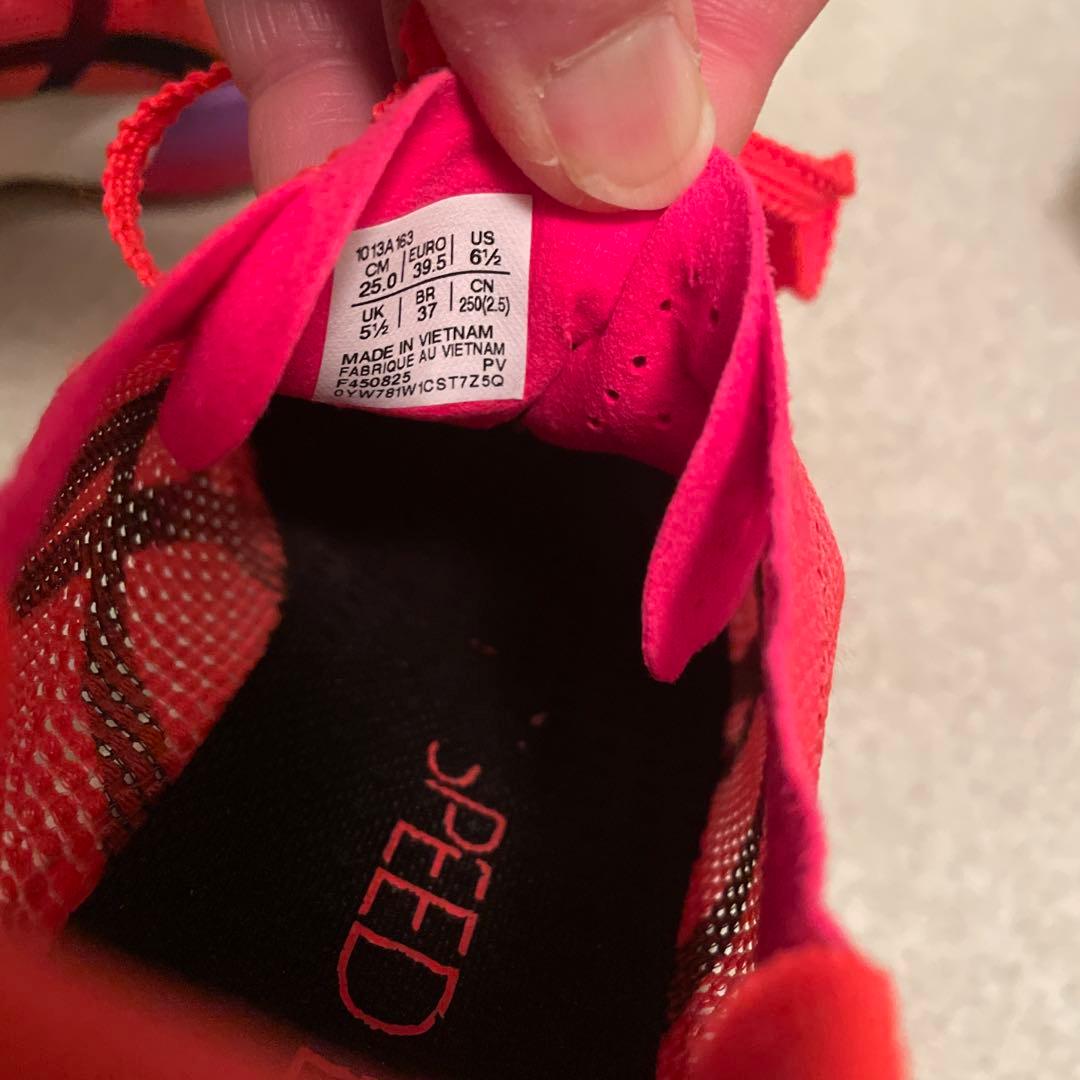 1013A163
CM EURO US
25.0 39.5 6½
UK BR CN
5½ 37 250(2.5)
MADE IN VIETNAM
FABRIQUE AU VIETNAM
PV
F450825
0YW781W1CST7Z5Q
SPEED